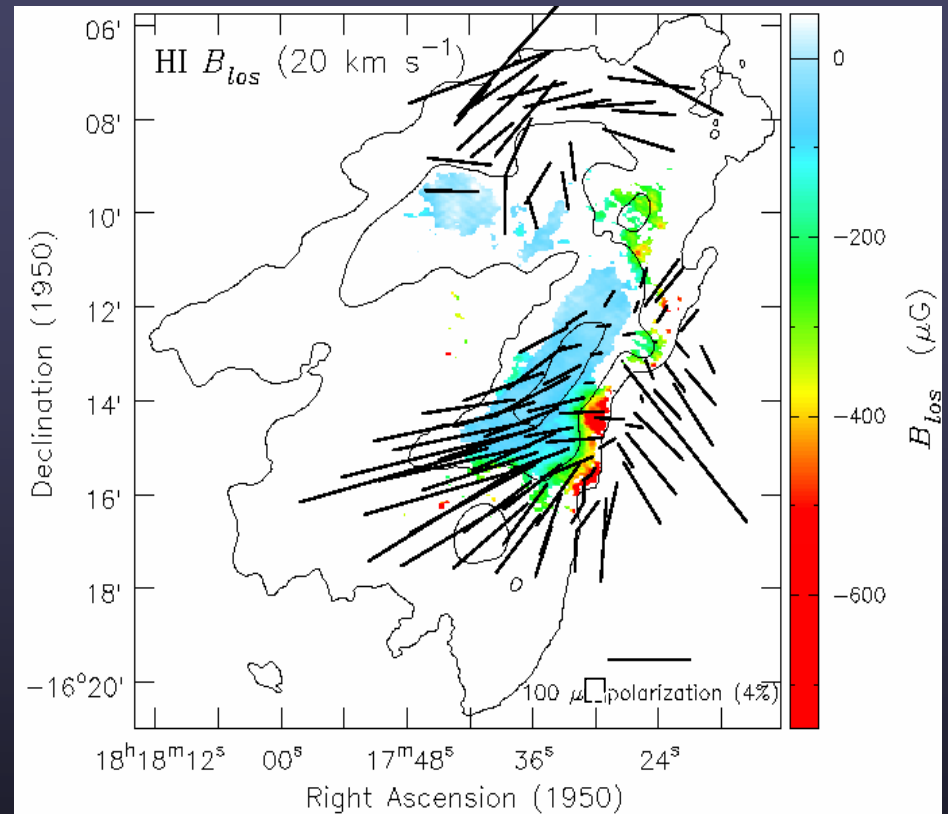 HI B_los (20 km s⁻¹)
06'
08'
10'
12'
14'
16'
18'
−16°20'
Declination (1950)
18ʰ18ᵐ12ˢ
00ˢ
17ᵐ48ˢ
36ˢ
24ˢ
Right Ascension (1950)
100 μ□polarization (4%)
0
−200
−400
−600
B_los (μG)